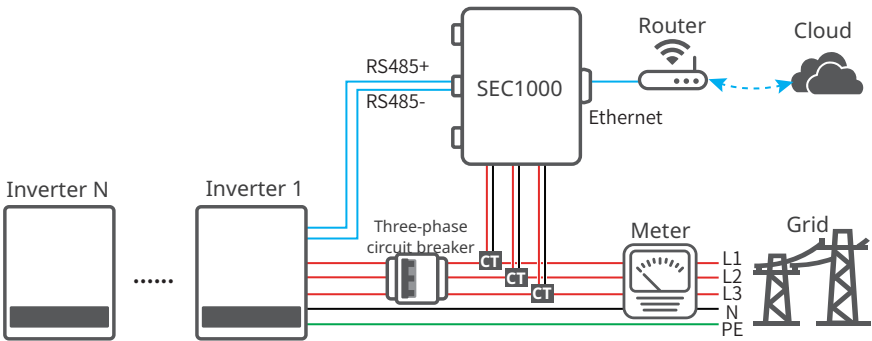 Router
Cloud
RS485+
SEC1000
RS485-
Ethernet
Inverter N
Inverter 1
Three-phase
circuit breaker
Meter
Grid
CT
CT
CT
L1
L2
L3
N
PE